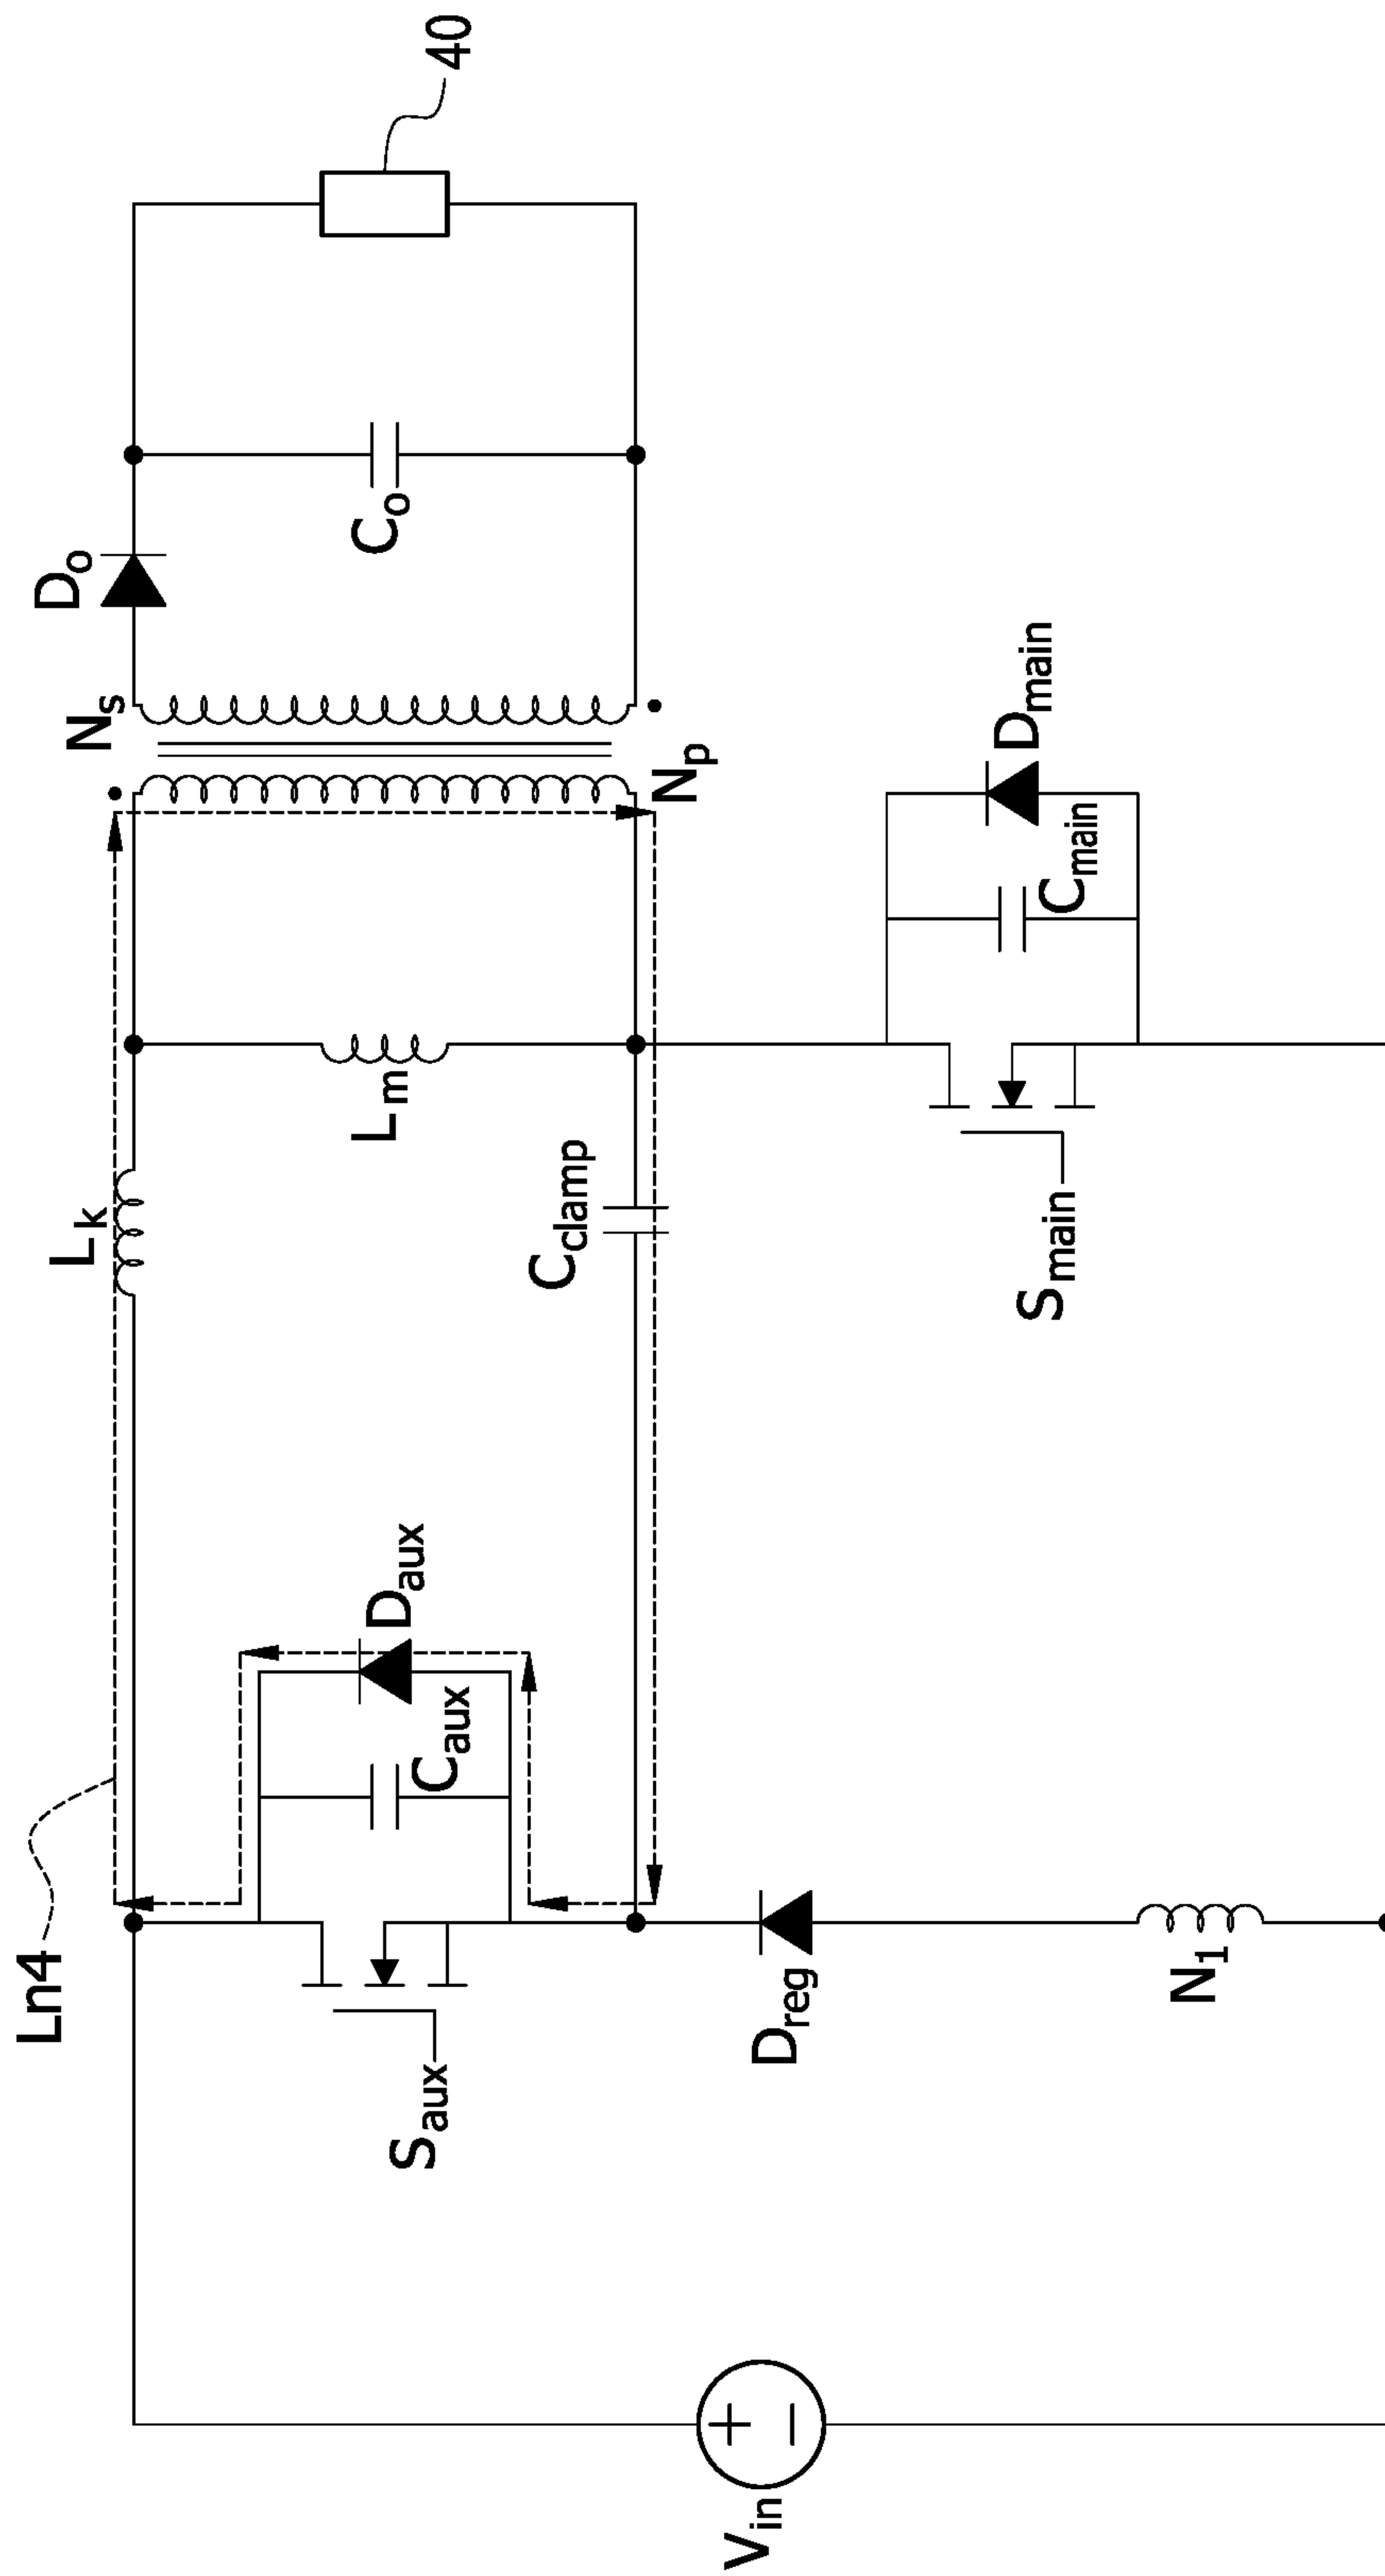 Ln4
Lk
Ns
Do
40
Saux
Caux
Daux
Cclamp
Lm
Np
Co
Vin
Dreg
N1
Smain
Cmain
Dmain
+
−